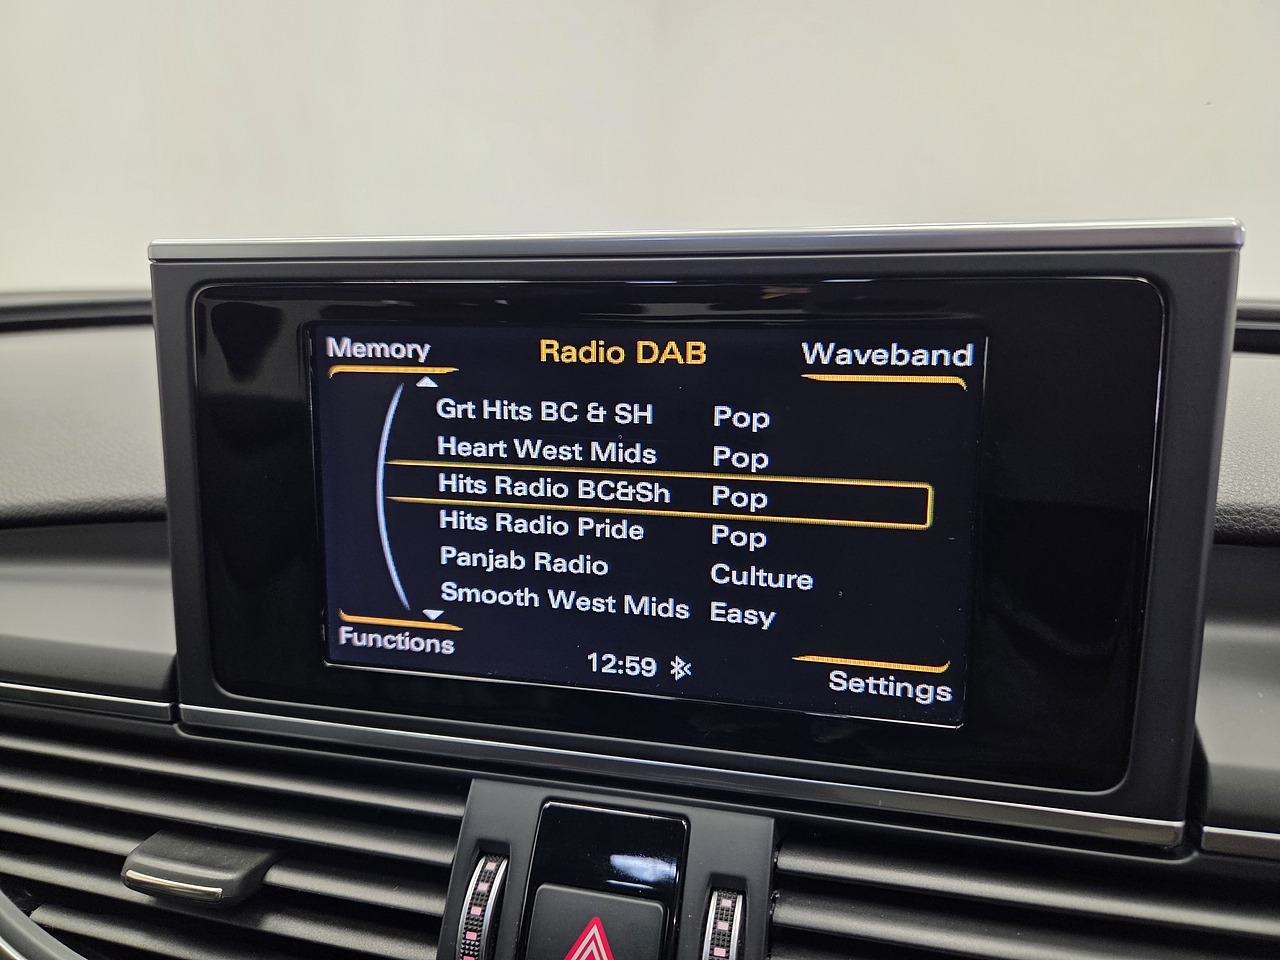 Memory Radio DAB Waveband
Grt Hits BC & SH Pop
Heart West Mids Pop
Hits Radio BC&Sh Pop
Hits Radio Pride Pop
Panjab Radio Culture
Smooth West Mids Easy
Functions 12:59 Settings